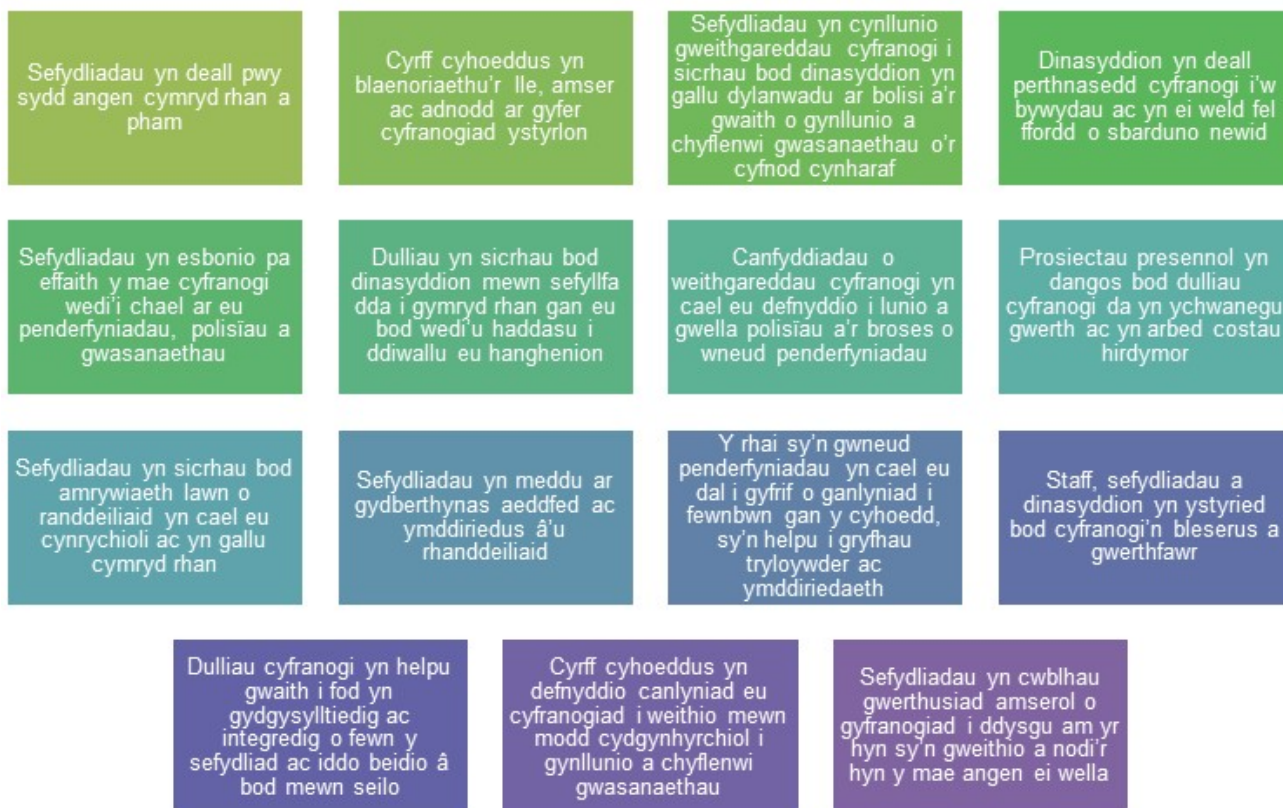 Sefydliadau yn deall pwy
sydd angen cymryd rhan a
pham
Cyrff cyhoeddus yn
blaenoriaethu'r lle, amser
ac adnodd ar gyfer
cyfranogiad ystyrlon
Sefydliadau yn cynllunio
gweithgareddau cyfranogi i
sicrhau bod dinasyddion yn
gallu dylanwadu ar bolisi a'r
gwaith o gynllunio a
chyflenwi gwasanaethau o'r
cyfnod cynharaf
Dinasyddion yn deall
perthnasedd cyfranogi i'w
bywydau ac yn ei weld fel
ffordd o sbarduno newid
Sefydliadau yn esbonio pa
effaith y mae cyfranogi
wedi'i chael ar eu
penderfyniadau, polisïau a
gwasanaethau
Dulliau yn sicrhau bod
dinasyddion mewn sefyllfa
dda i gymryd rhan gan eu
bod wedi'u haddasu i
ddiwallu eu hanghenion
Canfyddiadau o
weithgareddau cyfranogi yn
cael eu defnyddio i lunio a
gwella polisïau a'r broses o
wneud penderfyniadau
Prosiectau presennol yn
dangos bod dulliau
cyfranogi da yn ychwanegu
gwerth ac yn arbed costau
hirdymor
Sefydliadau yn sicrhau bod
amrywiaeth lawn o
randdeiliaid yn cael eu
cynrychioli ac yn gallu
cymryd rhan
Sefydliadau yn meddu ar
gydberthynas aeddfed ac
ymddiriedus â'u
rhanddeiliaid
Y rhai sy'n gwneud
penderfyniadau yn cael eu
dal i gyfrif o ganlyniad i
fewnbwn gan y cyhoedd,
sy'n helpu i gryfhau
tryloywder ac
ymddiriedaeth
Staff, sefydliadau a
dinasyddion yn ystyried
bod cyfranogi'n bleserus a
gwerthfawr
Dulliau cyfranogi yn helpu
gwaith i fod yn
gydgysylltiedig ac
integredig o fewn y
sefydliad ac iddo beidio â
bod mewn seilo
Cyrff cyhoeddus yn
defnyddio canlyniad eu
cyfranogiad i weithio mewn
modd cydgynhyrchiol i
gynllunio a chyflenwi
gwasanaethau
Sefydliadau yn cwblhau
gwerthusiad amserol o
gyfranogiad i ddysgu am yr
hyn sy'n gweithio a nodi'r
hyn y mae angen ei wella